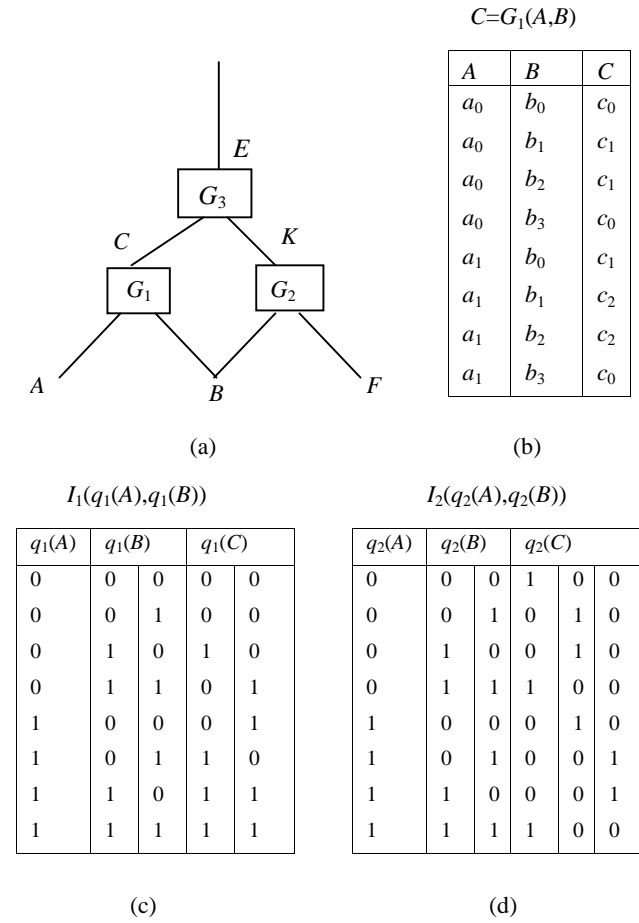 C=G₁(A,B)
E
G₃
C
K
G₁
G₂
A
B
F
(a)
A B C
a₀ b₀ c₀
a₀ b₁ c₁
a₀ b₂ c₁
a₀ b₃ c₀
a₁ b₀ c₁
a₁ b₁ c₂
a₁ b₂ c₂
a₁ b₃ c₀
(b)
I₁(q₁(A),q₁(B))
q₁(A) q₁(B) q₁(C)
0 0 0 0 0
0 0 1 0 0
0 1 0 1 0
0 1 1 0 1
1 0 0 0 1
1 0 1 1 0
1 1 0 1 1
1 1 1 1 1
(c)
I₂(q₂(A),q₂(B))
q₂(A) q₂(B) q₂(C)
0 0 0 1 0 0
0 0 1 0 1 0
0 1 0 0 1 0
0 1 1 1 0 0
1 0 0 0 1 0
1 0 1 0 0 1
1 1 0 0 0 1
1 1 1 1 0 0
(d)